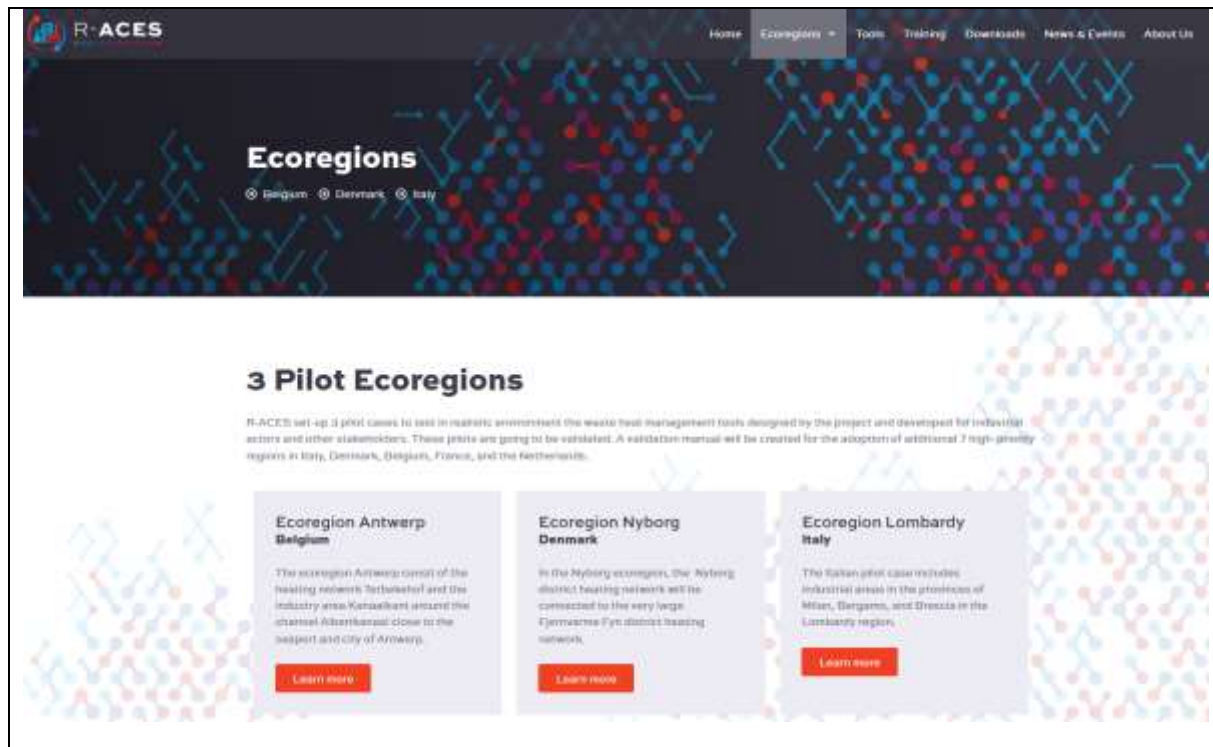 R-ACES
Home Ecoregions Tools Training Downloads News & Events About Us
Ecoregions
Belgium Denmark Italy
3 Pilot Ecoregions
R-ACES set-up 3 pilot cases to test in realistic environment the waste heat management tools designed by the project and developed for industrial
actors and other stakeholders. These pilots are going to be validated. A validation manual will be created for the adoption of additional 7 high-priority
regions in Italy, Denmark, Belgium, France, and the Netherlands.
Ecoregion Antwerp
Belgium
The ecoregion Antwerp consist of the
heating network Terbekehof and the
industry area Kanaalkant around the
channel Albertkanaal close to the
seaport and city of Antwerp.
Learn more
Ecoregion Nyborg
Denmark
In the Nyborg ecoregion, the Nyborg
district heating network will be
connected to the very large
Fjernvarme Fyn district heating
network.
Learn more
Ecoregion Lombardy
Italy
The Italian pilot case includes
industrial areas in the provinces of
Milan, Bergamo, and Brescia in the
Lombardy region.
Learn more